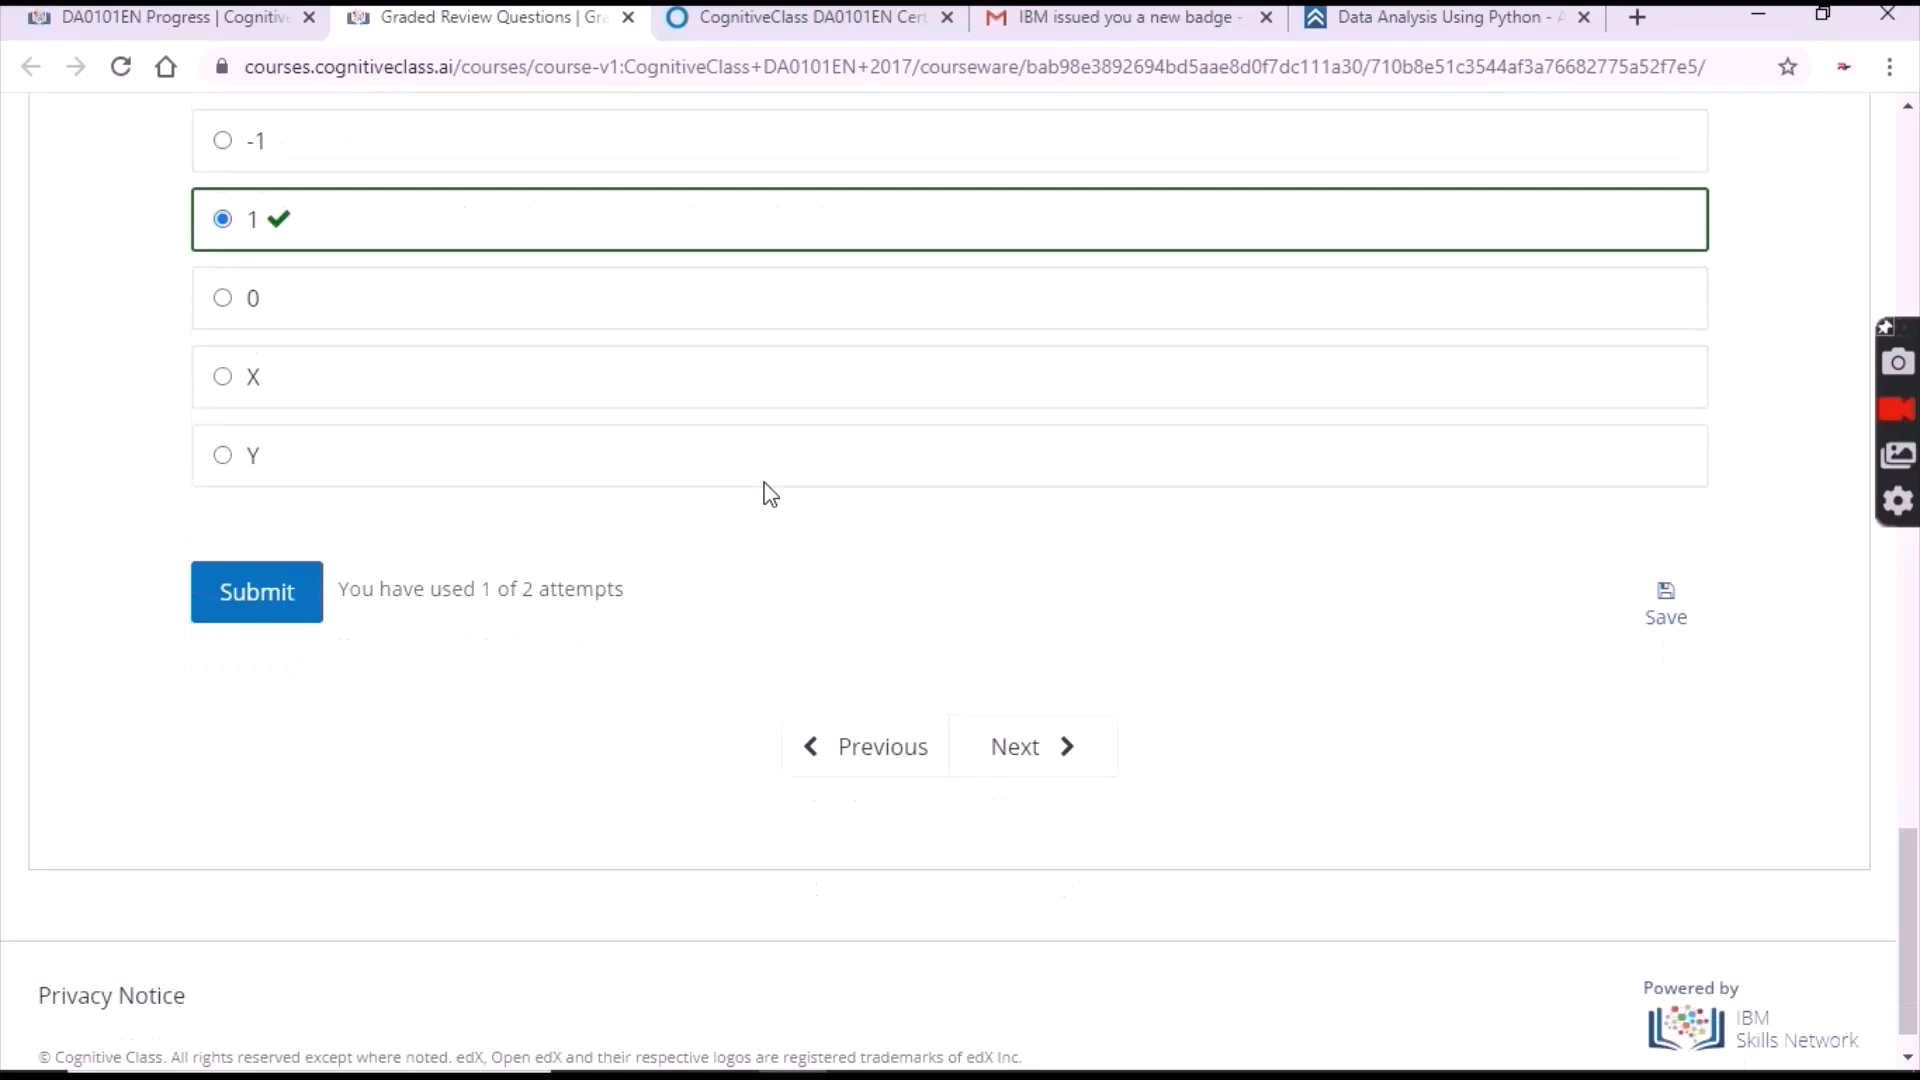 DA0101EN Progress | Cognitiv
Graded Review Questions | Gra
CognitiveClass DA0101EN Cert
IBM issued you a new badge -
Data Analysis Using Python -
courses.cognitiveclass.ai/courses/course-v1:CognitiveClass+DA0101EN+2017/courseware/bab98e3892694bd5aae8d0f7dc111a30/710b8e51c3544af3a76682775a52f7e5/
-1
1
0
X
Y
Submit
You have used 1 of 2 attempts
Save
Previous
Next
Privacy Notice
Powered by
IBM
Skills Network
© Cognitive Class. All rights reserved except where noted. edX, Open edX and their respective logos are registered trademarks of edX Inc.